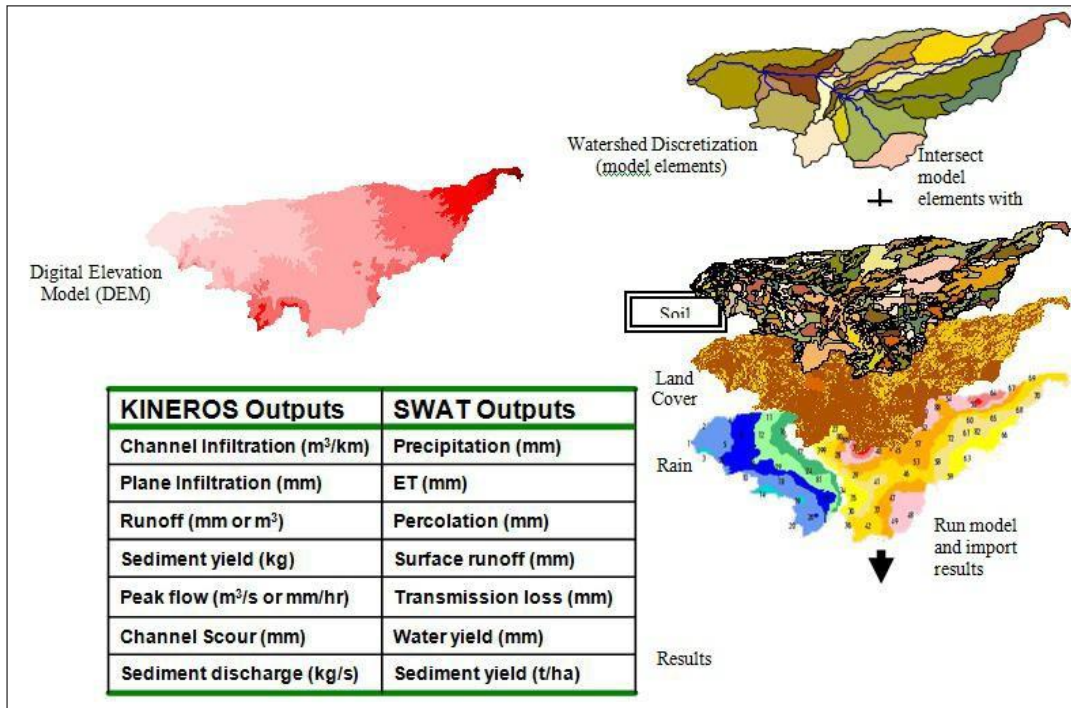 Watershed Discretization
(model elements)
Intersect
model
elements with
Digital Elevation
Model (DEM)
Soil
Land
Cover
Rain
Run model
and import
results
KINEROS Outputs SWAT Outputs
Channel Infiltration (m³/km) Precipitation (mm)
Plane Infiltration (mm) ET (mm)
Runoff (mm or m³) Percolation (mm)
Sediment yield (kg) Surface runoff (mm)
Peak flow (m³/s or mm/hr) Transmission loss (mm)
Channel Scour (mm) Water yield (mm)
Sediment discharge (kg/s) Sediment yield (t/ha)
Results